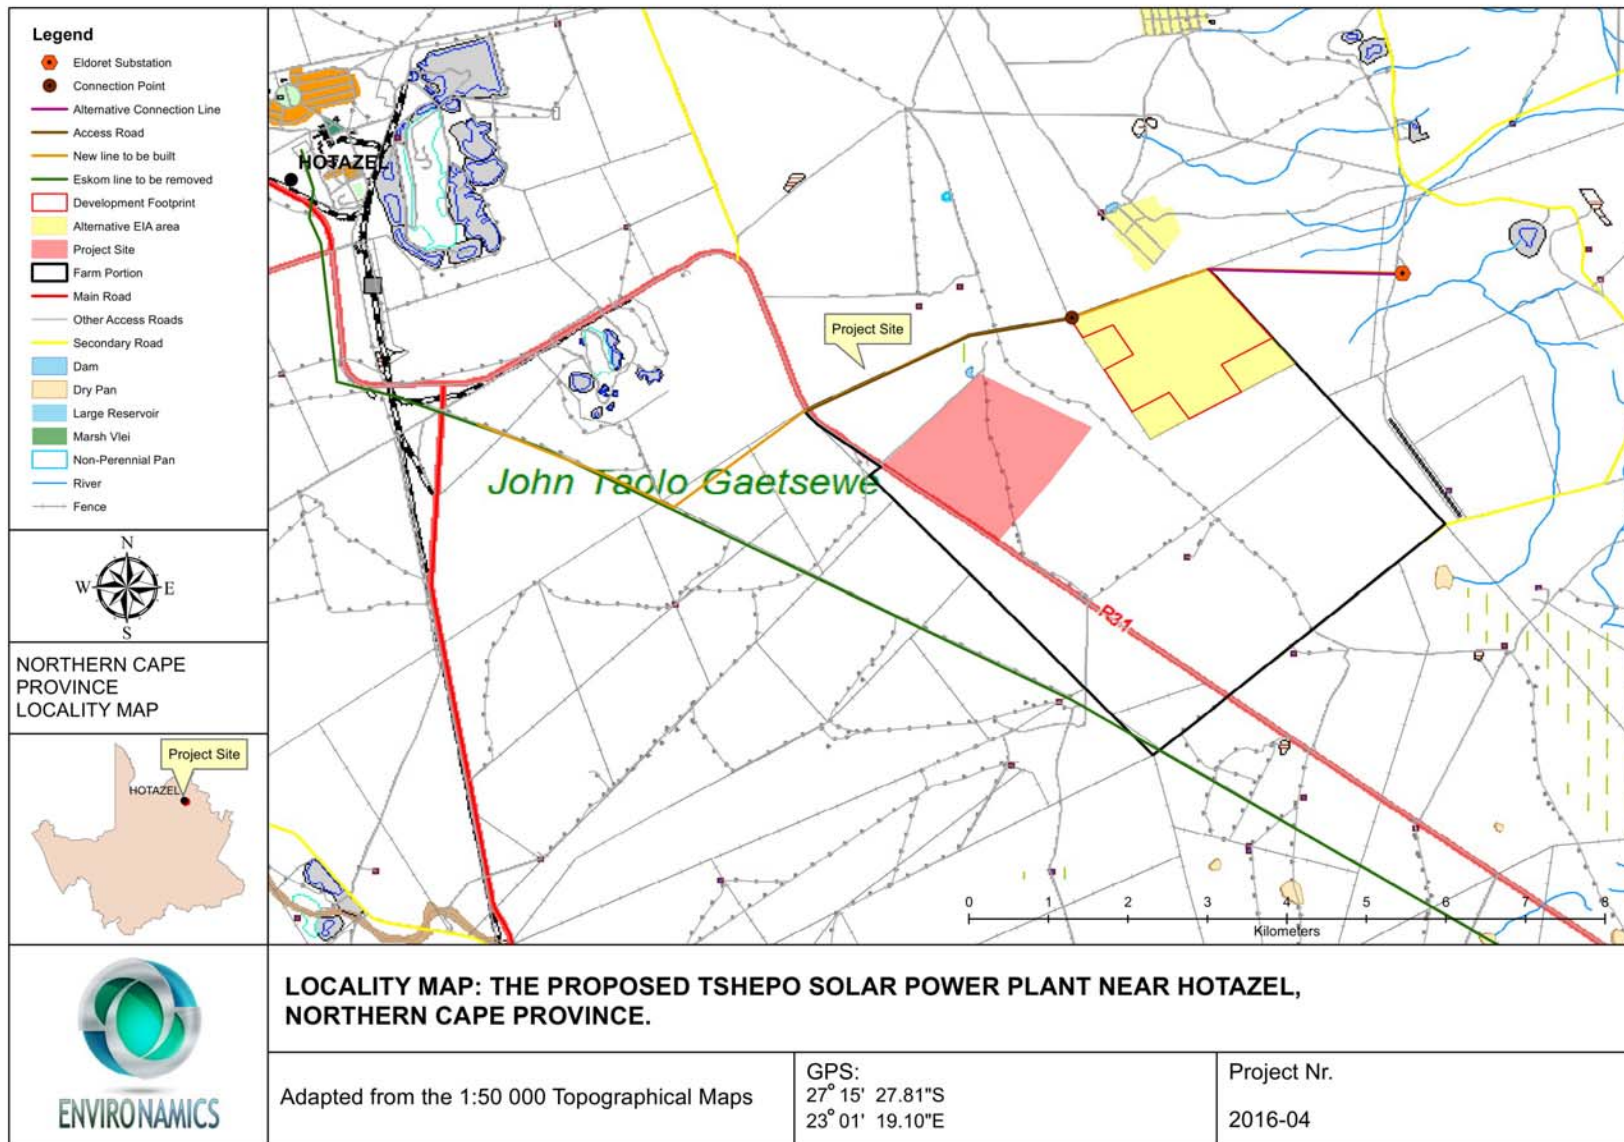 Legend
Eldoret Substation
Connection Point
Alternative Connection Line
Access Road
New line to be built
Eskom line to be removed
Development Footprint
Alternative EIA area
Project Site
Farm Portion
Main Road
Other Access Roads
Secondary Road
Dam
Dry Pan
Large Reservoir
Marsh Vlei
Non-Perennial Pan
River
Fence
N
W E
S
NORTHERN CAPE
PROVINCE
LOCALITY MAP
Project Site
HOTAZEL
ENVIRONAMICS
HOTAZEL
Project Site
John Taolo Gaetsewe
R31
0 1 2 3 4 5 6 7 8
Kilometers
LOCALITY MAP: THE PROPOSED TSHEPO SOLAR POWER PLANT NEAR HOTAZEL,
NORTHERN CAPE PROVINCE.
Adapted from the 1:50 000 Topographical Maps
GPS:
27° 15' 27.81"S
23° 01' 19.10"E
Project Nr.
2016-04